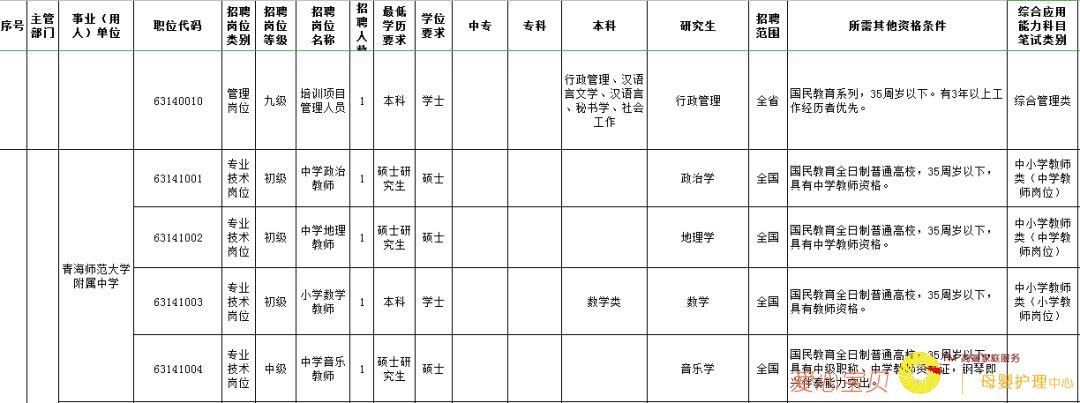 序号 主管部门 事业（用人）单位 职位代码 招聘岗位类别 招聘岗位等级 招聘岗位名称 招聘人数 最低学历要求 学位要求 中专 专科 本科 研究生 招聘范围 所需其他资格条件 综合应用能力科目笔试类别
63140010 管理岗位 九级 培训项目管理人员 1 本科 学士 行政管理、汉语言文学、汉语言、秘书学、社会工作 行政管理 全省 国民教育系列，35周岁以下。有3年以上工作经历者优先。 综合管理类
青海师范大学附属中学
63141001 专业技术岗位 初级 中学政治教师 1 硕士研究生 硕士 政治学 全国 国民教育全日制普通高校，35周岁以下，具有中学教师资格。 中小学教师类（中学教师岗位）
63141002 专业技术岗位 初级 中学地理教师 1 硕士研究生 硕士 地理学 全国 国民教育全日制普通高校，35周岁以下，具有中学教师资格。 中小学教师类（中学教师岗位）
63141003 专业技术岗位 初级 小学数学教师 1 本科 学士 数学类 数学 全国 国民教育全日制普通高校，35周岁以下，具有教师资格。 中小学教师类（小学教师岗位）
63141004 专业技术岗位 中级 中学音乐教师 1 硕士研究生 硕士 音乐学 全国 国民教育全日制普通高校，35周岁以下，具有中级职称、中学教师资 证，钢琴即兴伴奏能力突出。
爱心宝贝
TM 家庭服务
母婴护理中心